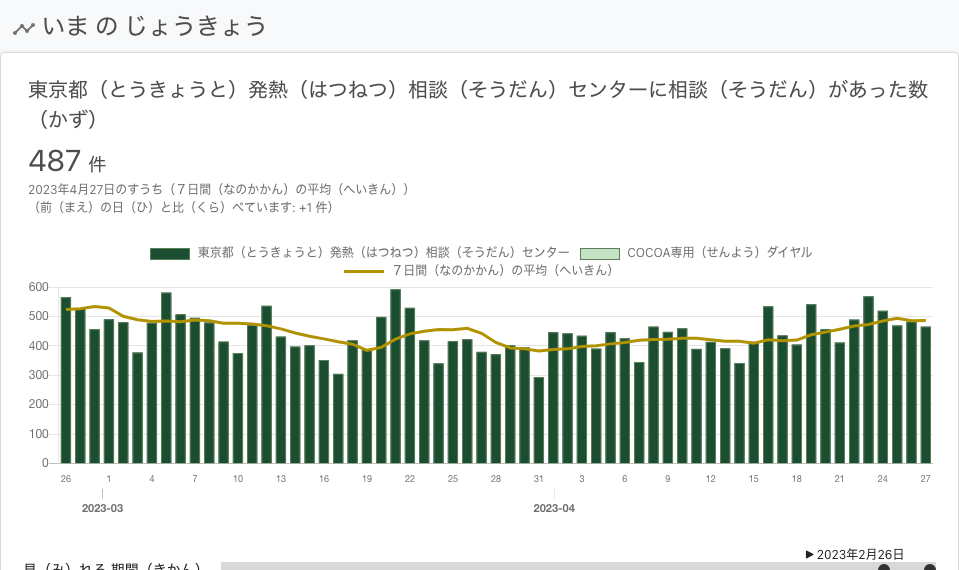 いま の じょうきょう
東京都（とうきょうと）発熱（はつねつ）相談（そうだん）センターに相談（そうだん）があった数
（かず）
487 件
2023年4月27日のすうち（７日間（なのかかん）の平均（へいきん））
（前（まえ）の日（ひ）と比（くら）べています: +1 件）
東京都（とうきょうと）発熱（はつねつ）相談（そうだん）センター COCOA専用（せんよう）ダイヤル
７日間（なのかかん）の平均（へいきん）
600
500
400
300
200
100
0
26 1 4 7 10 13 16 19 22 25 28 31 3 6 9 12 15 18 21 24 27
2023-03 2023-04
▶ 2023年2月26日
見（み）れる 期間（きかん）